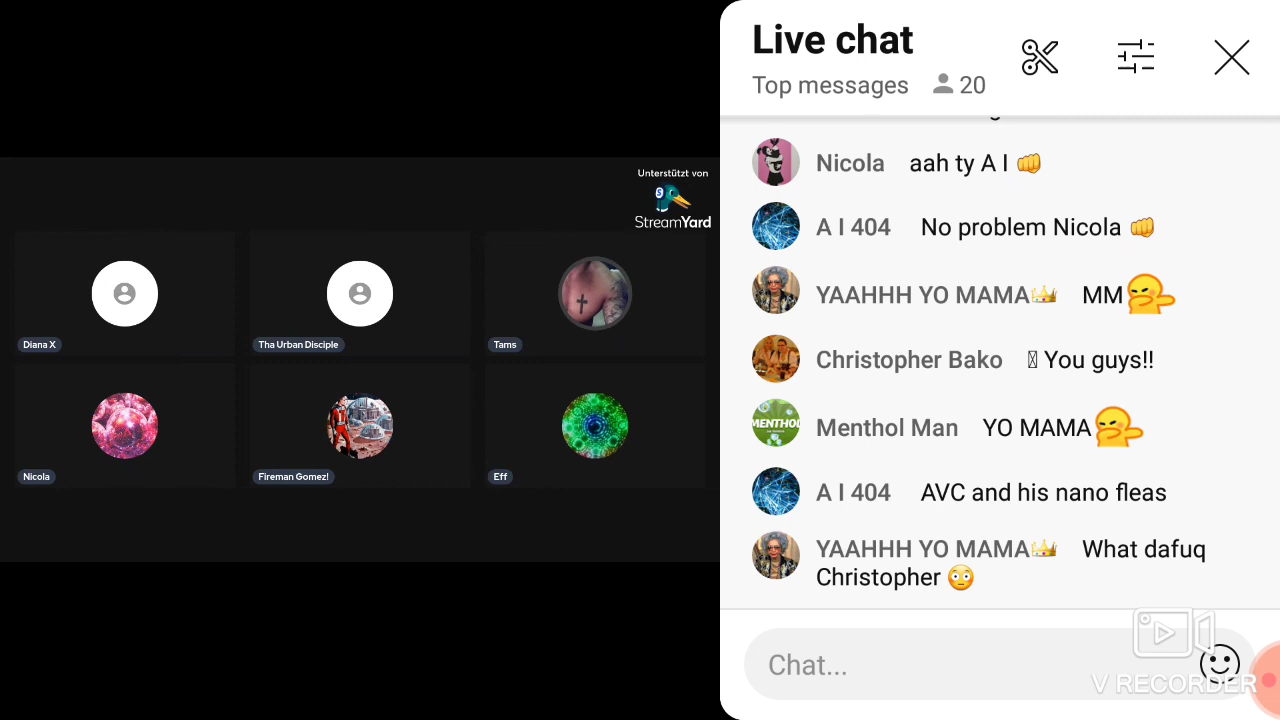 Unterstützt von
StreamYard
Diana X
Tha Urban Disciple
Tams
Nicola
Fireman Gomez!
Eff
Live chat
Top messages 20
Nicola aah ty A I 👊
A I 404 No problem Nicola 👊
YAAHHH YO MAMA👑 MM
Christopher Bako You guys!!
MENTHOL
Menthol Man YO MAMA
A I 404 AVC and his nano fleas
YAAHHH YO MAMA👑 What dafuq
Christopher 😳
Chat...
V RECORDER